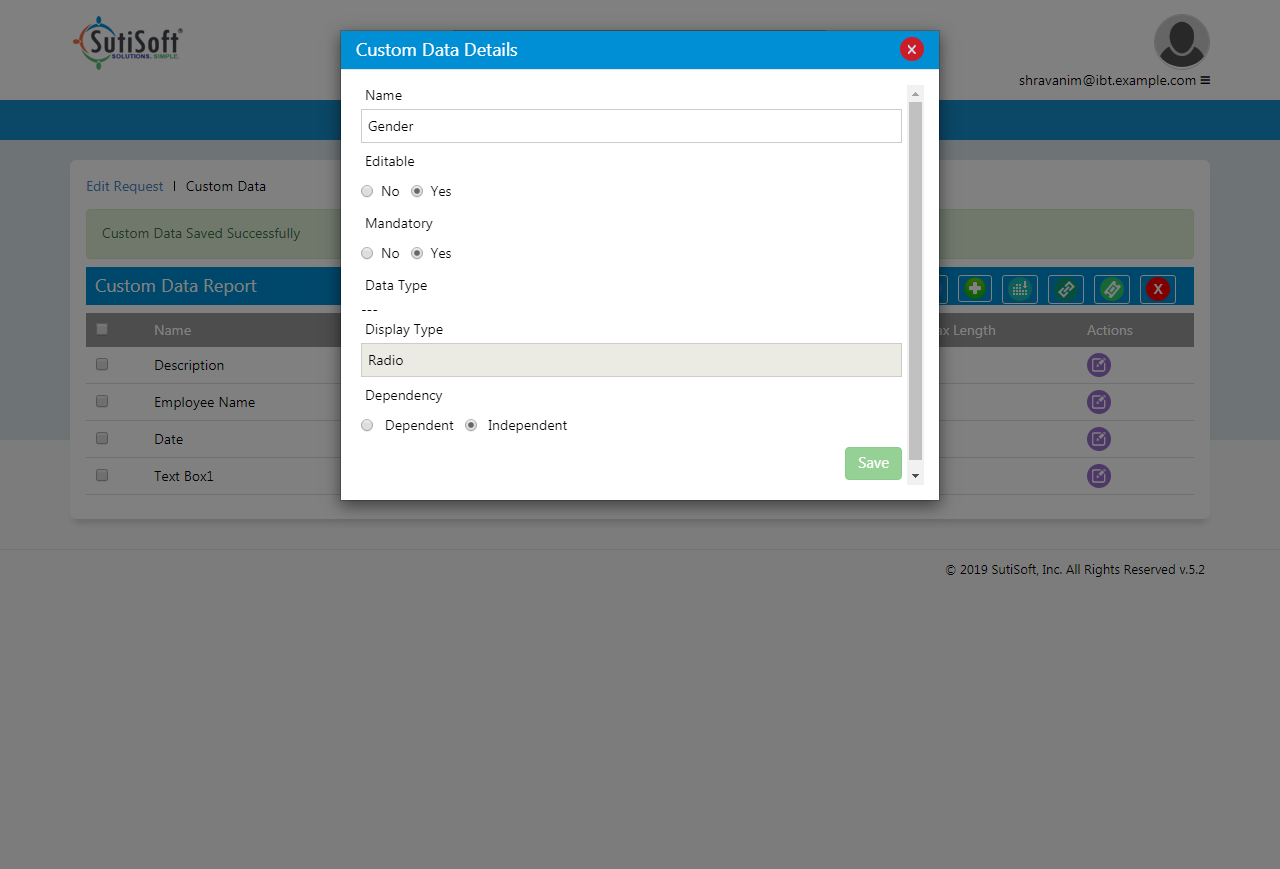 SutiSoft
SOLUTIONS. SIMPLE.
shravanim@ibt.example.com
Custom Data Details
X
Name
Gender
Editable
No Yes
Mandatory
No Yes
Data Type
---
Display Type
Radio
Dependency
Dependent Independent
Save
Edit Request | Custom Data
Custom Data Saved Successfully
Custom Data Report
X
Name Length Actions
Description
Employee Name
Date
Text Box1
© 2019 SutiSoft, Inc. All Rights Reserved v.5.2